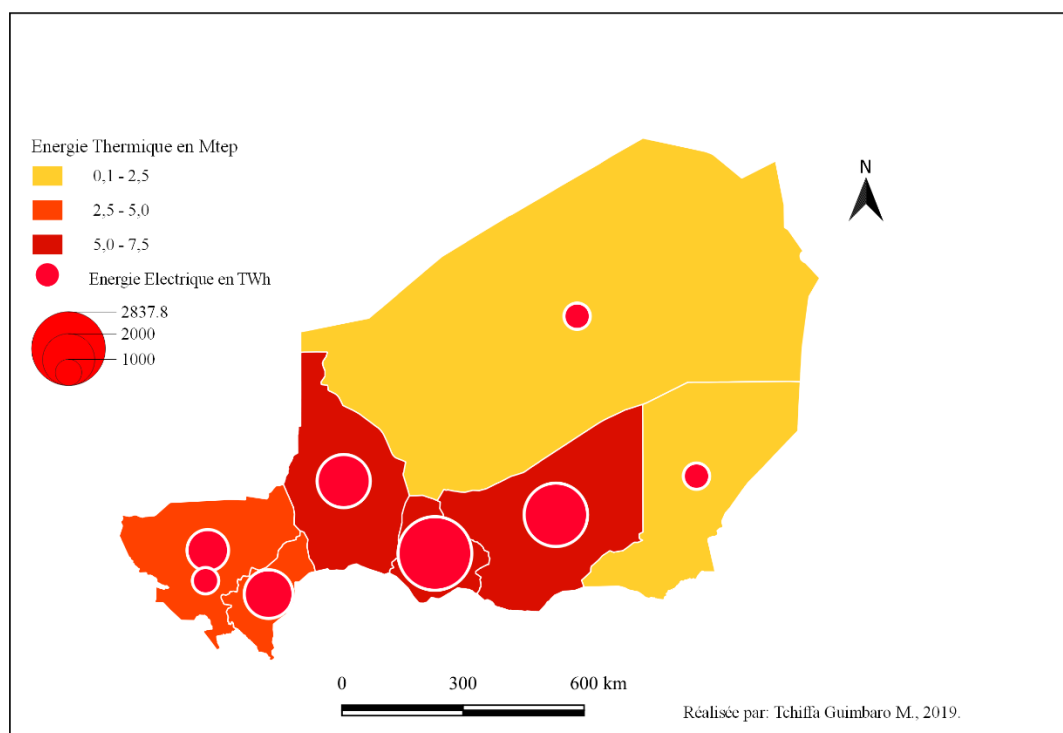 Energie Thermique en Mtep
0,1 - 2,5
2,5 - 5,0
5,0 - 7,5
Energie Electrique en TWh
2837.8
2000
1000
N
0 300 600 km
Réalisée par: Tchiffa Guimbaro M., 2019.